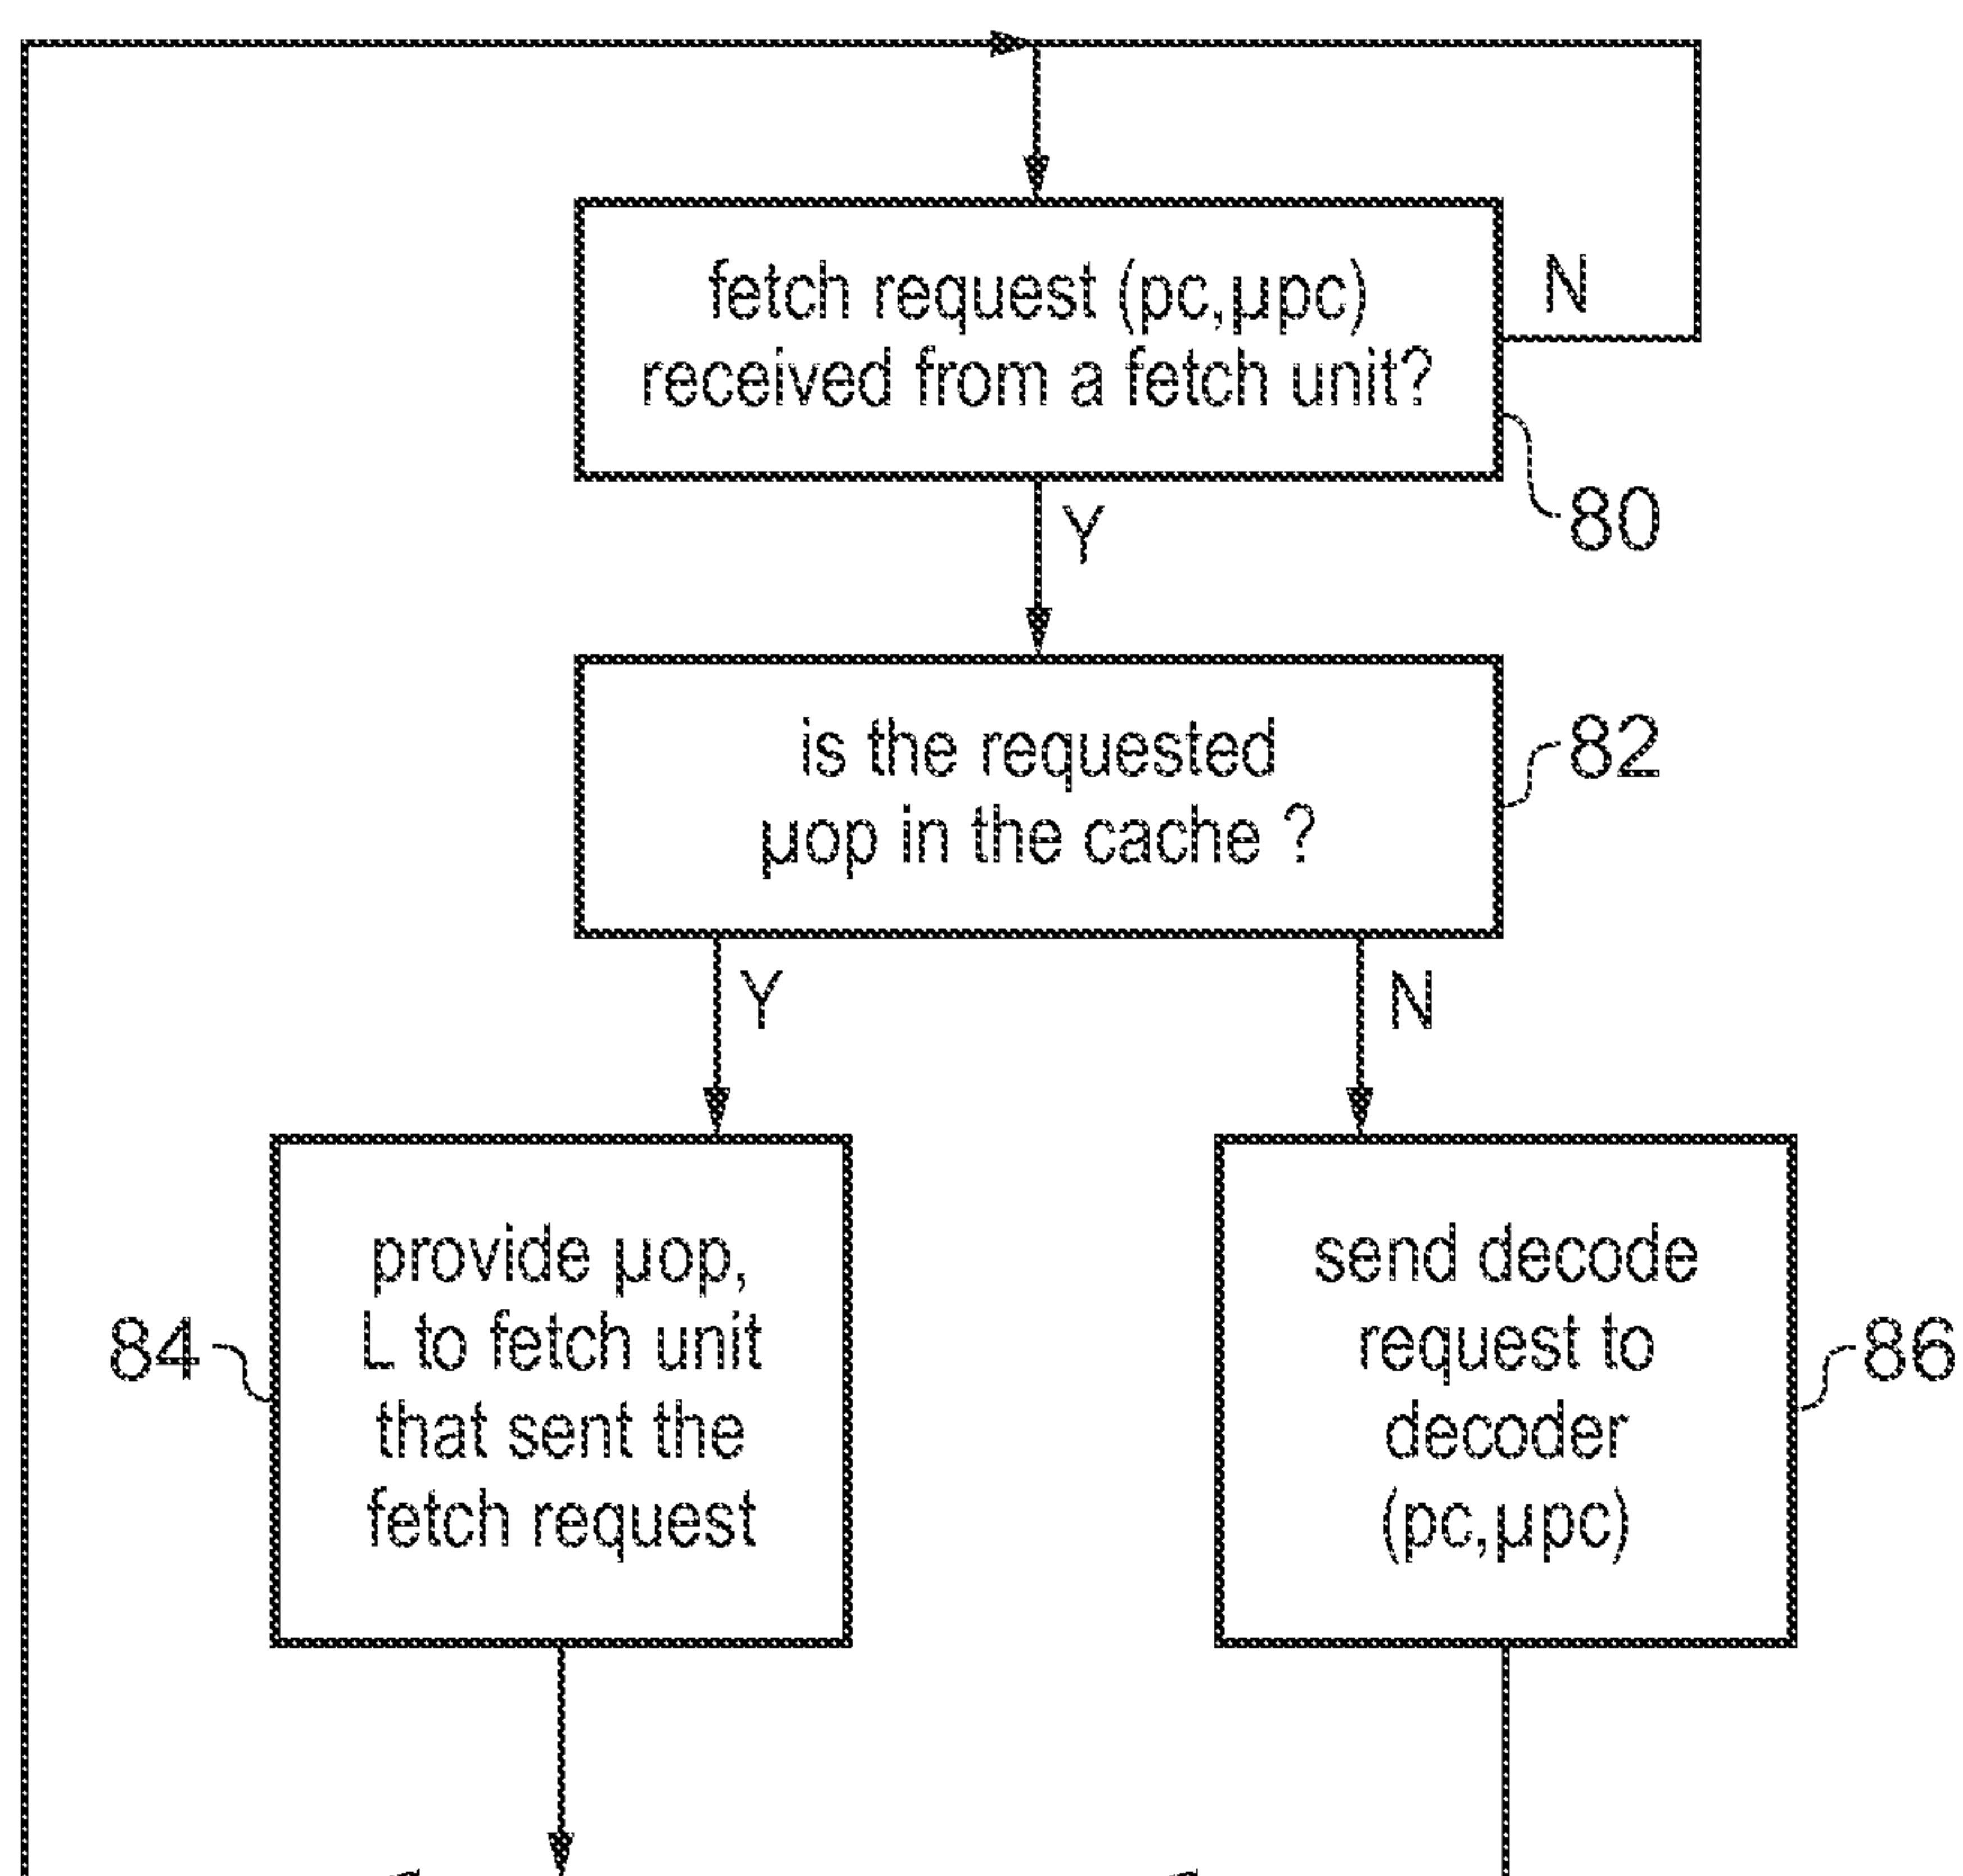 fetch request (pc,µpc)
received from a fetch unit?
N
80
Y
is the requested
µop in the cache ?
82
Y
N
provide µop,
L to fetch unit
that sent the
fetch request
84
send decode
request to
decoder
(pc,µpc)
86